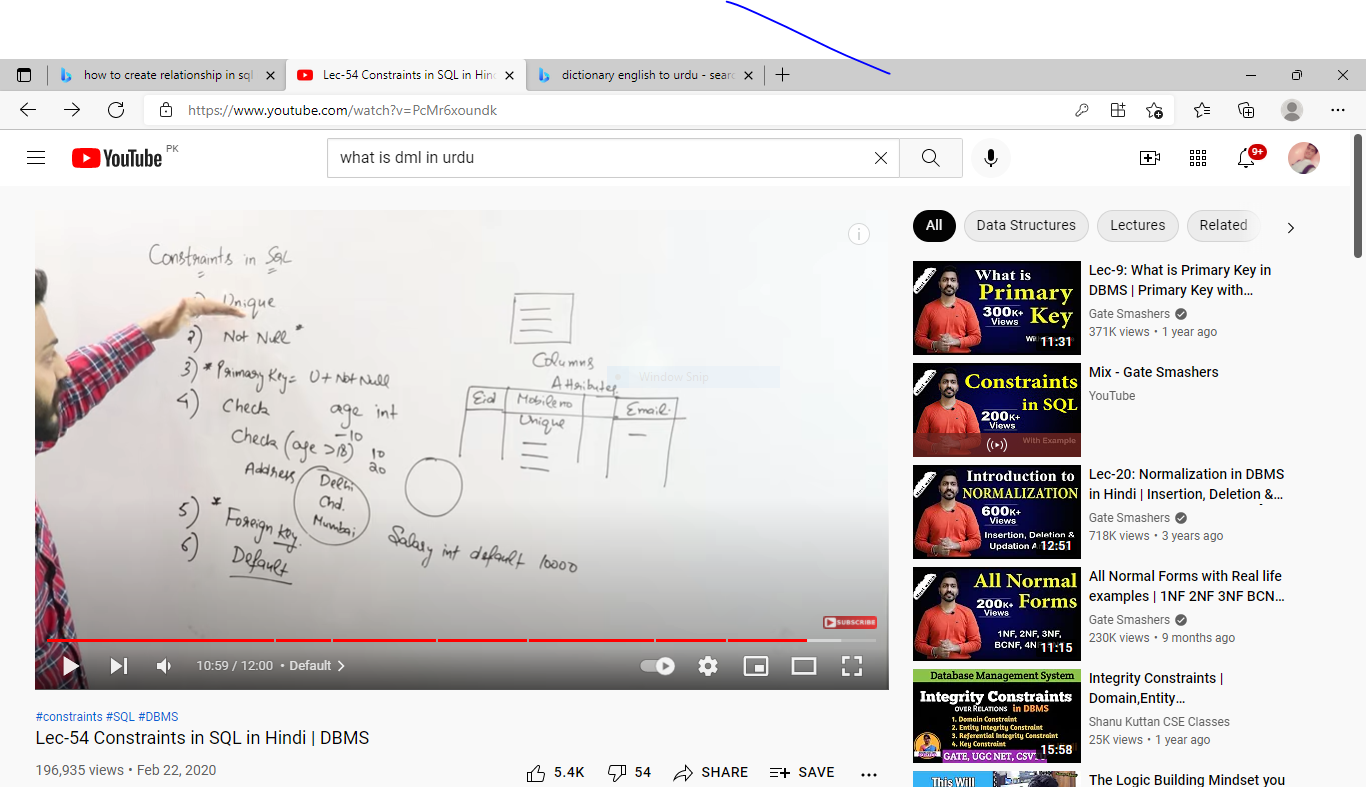 how to create relationship in sql
Lec-54 Constraints in SQL in Hin
dictionary english to urdu - searc
https://www.youtube.com/watch?v=PcMr6xoundk
YouTube PK
what is dml in urdu
9+
Constraints in SQL
1) Unique
2) Not Null *
3) * Primary Key = U + Not Null
4) Check age int
Check (age > 18) -10 10 20
Address Delhi
Chd.
Mumbai
5) * Foreign key.
6) Default
Salary int default 10000
Columns
Attributes
Eid Mobileno Email.
Unique
Window Snip
SUBSCRIBE
10:59 / 12:00 • Default
#constraints #SQL #DBMS
Lec-54 Constraints in SQL in Hindi | DBMS
196,935 views • Feb 22, 2020
5.4K 54 SHARE SAVE
All Data Structures Lectures Related
What is
Primary
Key
300K+
Views
11:31
Lec-9: What is Primary Key in
DBMS | Primary Key with…
Gate Smashers
371K views • 1 year ago
Constraints
in SQL
200K+
Views
With Example
Mix - Gate Smashers
YouTube
Introduction to
NORMALIZATION
600K+
Views
Insertion, Deletion &
Updation A
12:51
Lec-20: Normalization in DBMS
in Hindi | Insertion, Deletion &…
Gate Smashers
718K views • 3 years ago
All Normal
Forms
200K+
Views
1NF, 2NF, 3NF,
BCNF, 4N
11:15
All Normal Forms with Real life
examples | 1NF 2NF 3NF BCN…
Gate Smashers
230K views • 9 months ago
Database Management System
Integrity Constraints
OVER RELATIONS in DBMS
1. Domain Constraint
2. Entity Integrity Constraint
3. Referential Integrity Constraint
4. Key Constraint
GATE, UGC NET, CSV
15:58
Integrity Constraints |
Domain,Entity…
Shanu Kuttan CSE Classes
25K views • 1 year ago
This Will
The Logic Building Mindset you